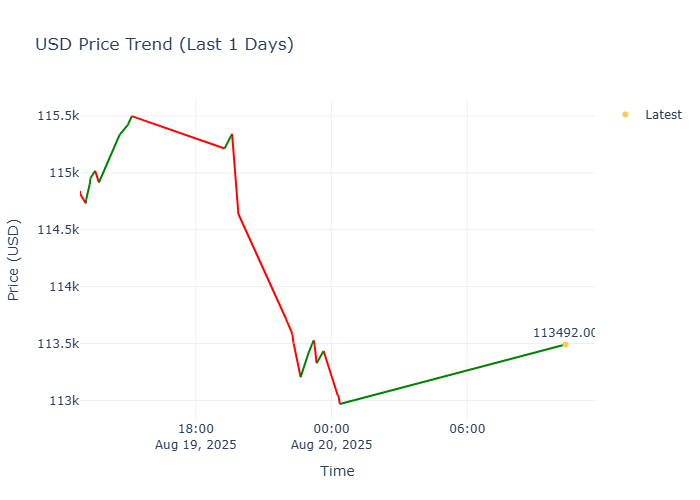 USD Price Trend (Last 1 Days)
Latest
115.5k
115k
114.5k
114k
113.5k
113k
Price (USD)
113492.00
18:00
Aug 19, 2025
00:00
Aug 20, 2025
06:00
Time